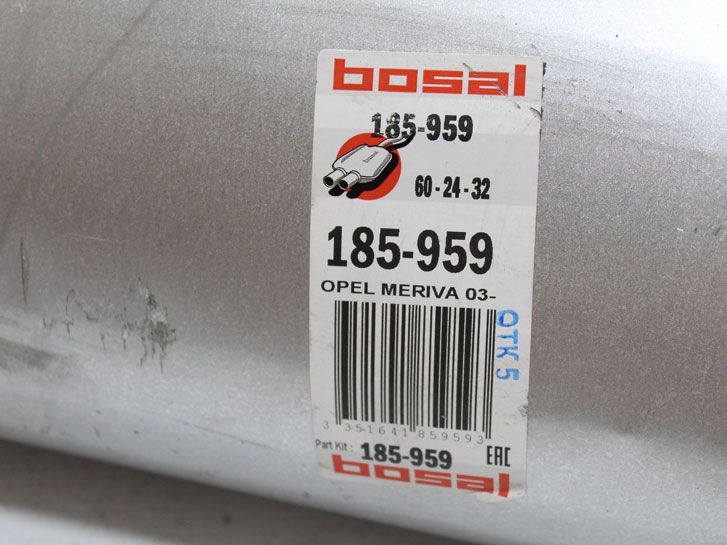 bosal
185-959
bosal
60-24-32
185-959
OPEL MERIVA 03-
OTK 5
3 351641 859593
Part Kit : 185-959
EAC
bosal